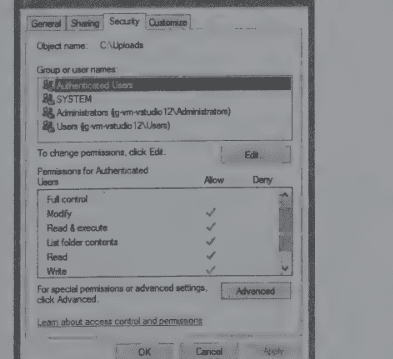 General Sharing Security Customize
Object name: C:\Uploads
Group or user names:
Authenticated Users
SYSTEM
Administrators (g-vm-vstudio12\Administrators)
Users (g-vm-vstudio12\Users)
To change permissions, click Edit.
Edit...
Permissions for Authenticated
Users Allow Deny
Full control
Modify
Read & execute
List folder contents
Read
Write
For special permissions or advanced settings,
click Advanced.
Advanced
Learn about access control and permissions
OK Cancel Apply